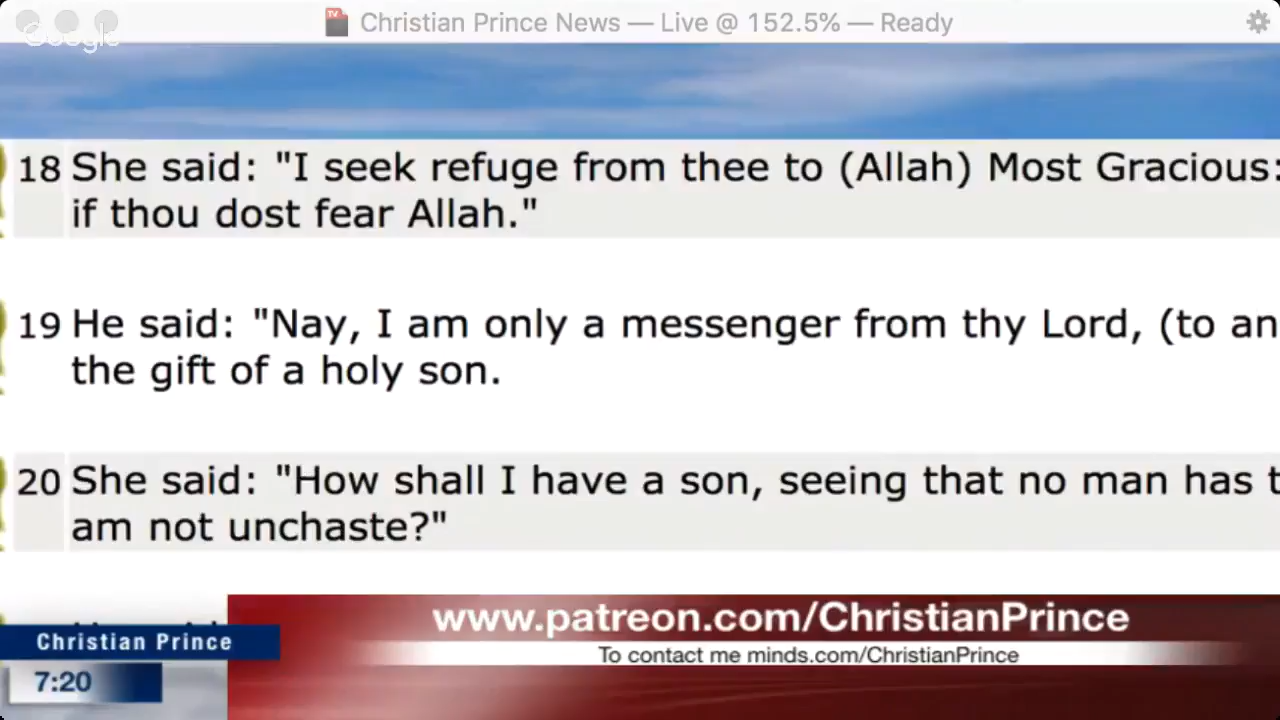 Christian Prince News — Live @ 152.5% — Ready
Google
18 She said: "I seek refuge from thee to (Allah) Most Gracious:
if thou dost fear Allah."
19 He said: "Nay, I am only a messenger from thy Lord, (to an
the gift of a holy son.
20 She said: "How shall I have a son, seeing that no man has t
am not unchaste?"
www.patreon.com/ChristianPrince
Christian Prince
To contact me minds.com/ChristianPrince
7:20